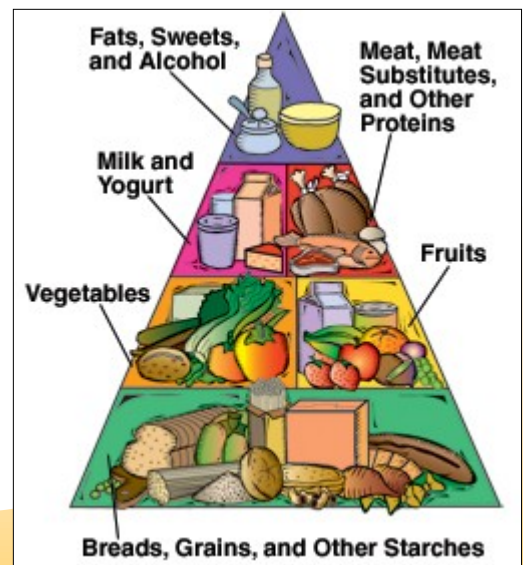 Fats, Sweets,
and Alcohol
Meat, Meat
Substitutes,
and Other
Proteins
Milk and
Yogurt
Fruits
Vegetables
Breads, Grains, and Other Starches